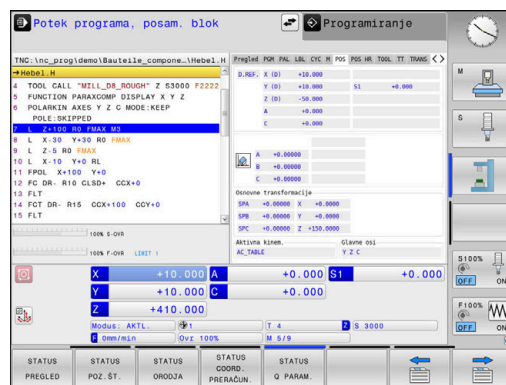 Potek programa, posam. blok
Programiranje
TNC:\nc_prog\demo\Bauteile_compone…\Hebel.H
→Hebel.H
4 TOOL CALL "MILL_D8_ROUGH" Z S3000 F2222
5 FUNCTION PARAXCOMP DISPLAY X Y Z
6 POLARKIN AXES Y Z C MODE:KEEP
POLE:SKIPPED
7 L Z+100 R0 FMAX M3
8 L X-30 Y+30 R0 FMAX
9 L Z-5 R0 FMAX
10 L X-10 Y+0 RL
11 FPOL X+100 Y+0
12 FC DR- R10 CLSD+ CCX+0
13 FLT
14 FCT DR- R15 CCX+100 CCY+0
15 FLT
100% S-OVR
100% F-OVR LIMIT 1
Pregled PGM PAL LBL CYC M POS POS HR TOOL TT TRANS
D.REF. X (D) +10.000
Y (D) +10.000 S1 +0.000
Z (D) -50.000
A +0.000
C +0.000
A +0.00000
B +0.00000
C +0.00000
Osnovne transformacije
SPA +0.00000 X +0.0000
SPB +0.00000 Y +0.0000
SPC +0.00000 Z +150.0000
Aktivna kinem. Glavne osi
AC_TABLE Y Z C
X +10.000 A +0.000 S1 +0.000
Y +10.000 C +0.000
Z +410.000
Modus: AKTL. 1 T 4 Z S 3000
F 0mm/min Ovr 100% M 5/9
M
S
S100%
OFF ON
F100%
OFF ON
STATUS PREGLED
STATUS POZ.ŠT.
STATUS ORODJA
STATUS COORD. PRERAČUN.
STATUS Q PARAM.